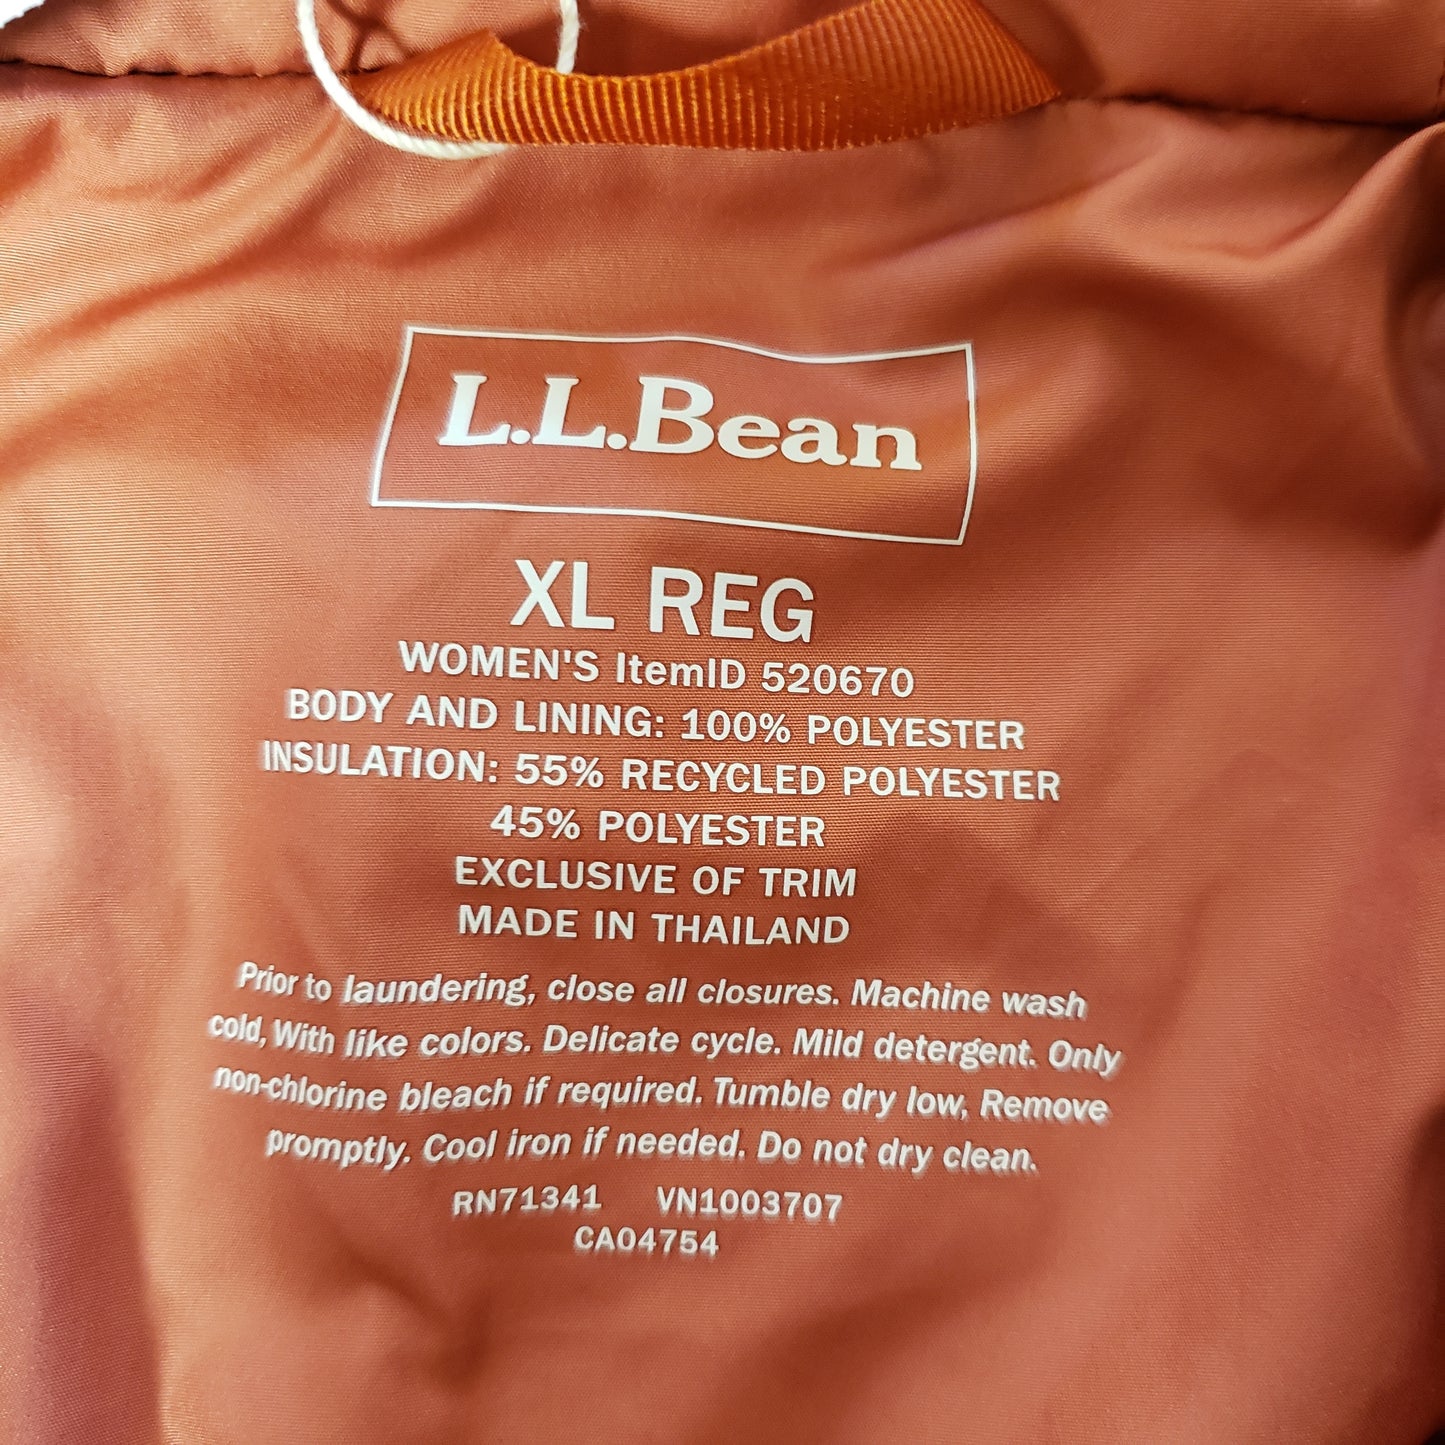 L.L.Bean
XL REG
WOMEN'S ItemID 520670
BODY AND LINING: 100% POLYESTER
INSULATION: 55% RECYCLED POLYESTER
45% POLYESTER
EXCLUSIVE OF TRIM
MADE IN THAILAND
Prior to laundering, close all closures. Machine wash
cold, With like colors. Delicate cycle. Mild detergent. Only
non-chlorine bleach if required. Tumble dry low, Remove
promptly. Cool iron if needed. Do not dry clean.
RN71341 VN1003707
CA04754